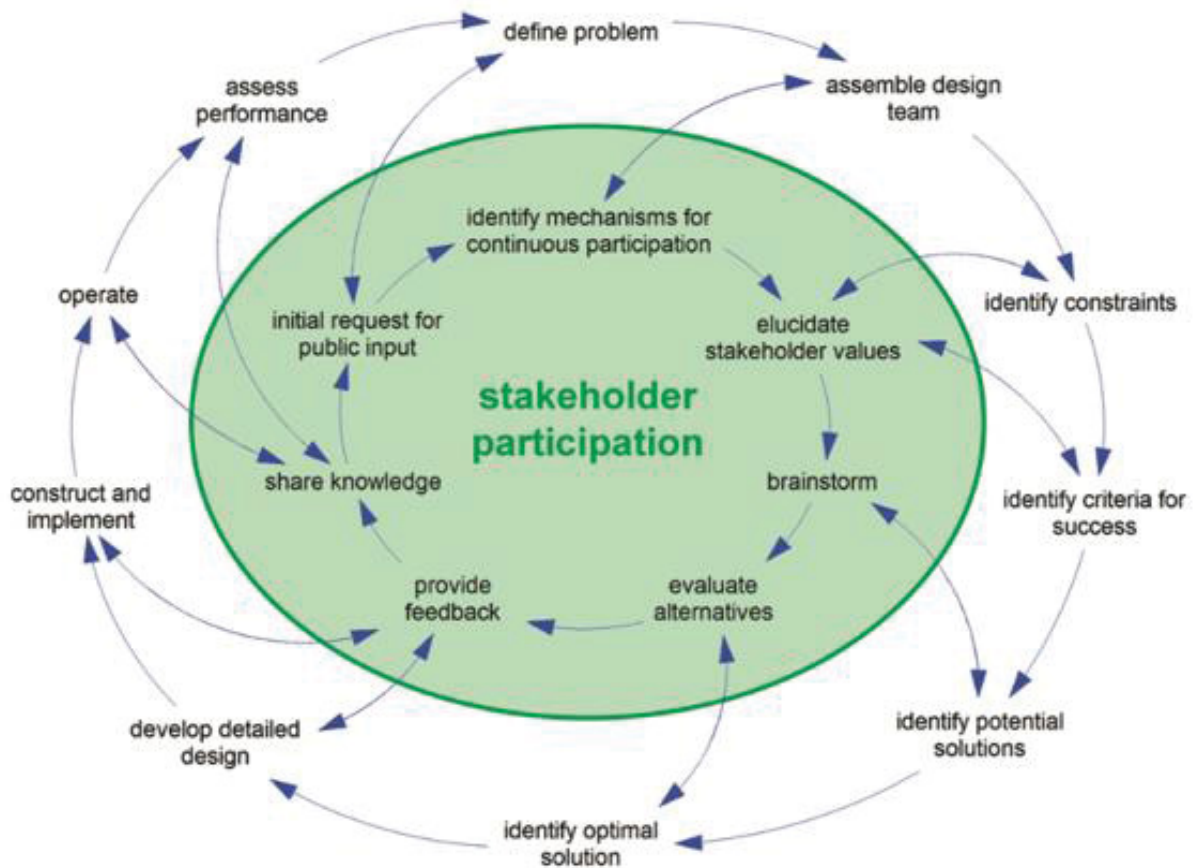 define problem
assemble design
team
identify constraints
identify criteria for
success
identify potential
solutions
identify optimal
solution
develop detailed
design
construct and
implement
operate
assess
performance
identify mechanisms for
continuous participation
elucidate
stakeholder values
brainstorm
evaluate
alternatives
provide
feedback
share knowledge
initial request for
public input
stakeholder
participation